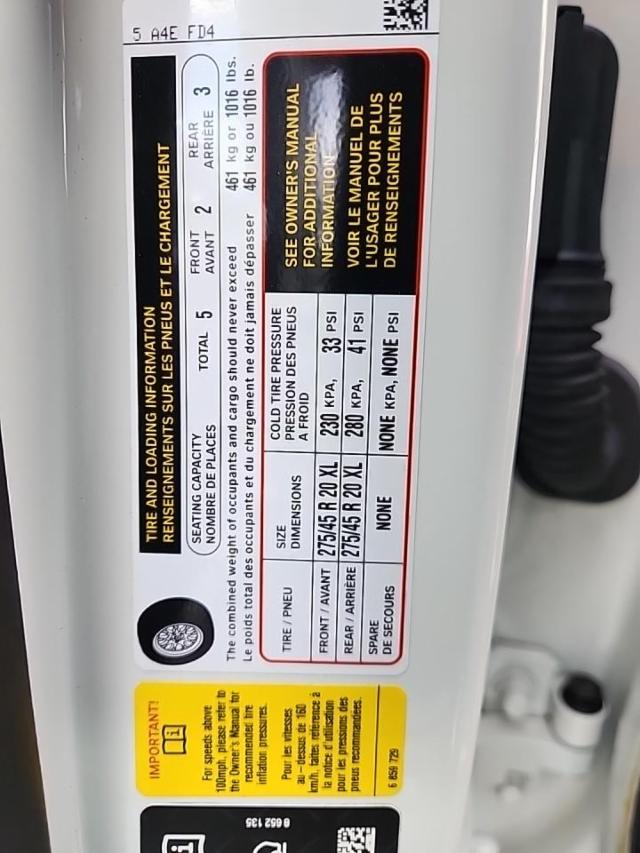 5 A4E FD4
TIRE AND LOADING INFORMATION
RENSEIGNEMENTS SUR LES PNEUS ET LE CHARGEMENT
SEATING CAPACITY
NOMBRE DE PLACES
TOTAL 5
FRONT
AVANT 2
REAR
ARRIÈRE 3
The combined weight of occupants and cargo should never exceed 461 kg or 1016 lbs.
Le poids total des occupants et du chargement ne doit jamais dépasser 461 kg ou 1016 lb.
TIRE / PNEU
SIZE
DIMENSIONS
COLD TIRE PRESSURE
PRESSION DES PNEUS
A FROID
FRONT / AVANT 275/45 R 20 XL 230 KPA, 33 PSI
REAR / ARRIÈRE 275/45 R 20 XL 280 KPA, 41 PSI
SPARE
DE SECOURS
NONE
NONE KPA, NONE PSI
SEE OWNER'S MANUAL
FOR ADDITIONAL
INFORMATION
VOIR LE MANUEL DE
L'USAGER POUR PLUS
DE RENSEIGNEMENTS
IMPORTANT!
For speeds above
100mph, please refer to
the Owner's Manual for
recommended tire
inflation pressures.
Pour les vitesses
au - dessus de 160
km/h, faites référence à
la notice d'utilisation
pour les pressions des
pneus recommandées.
6 859 729
8 652 135